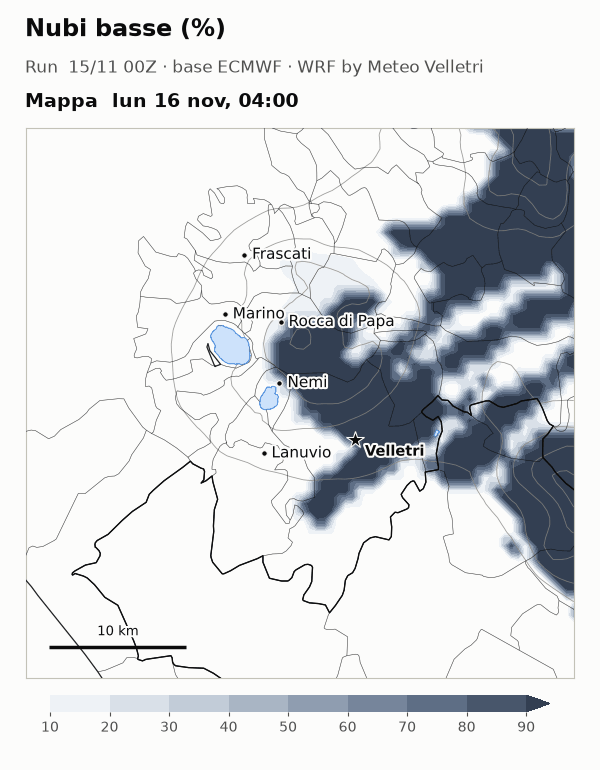 Nubi basse (%)
Run  15/11 00Z · base ECMWF · WRF by Meteo Velletri
Mappa  lun 16 nov, 04:00
Frascati
Marino
Rocca di Papa
Nemi
Velletri
Lanuvio
10 km
10 20 30 40 50 60 70 80 90